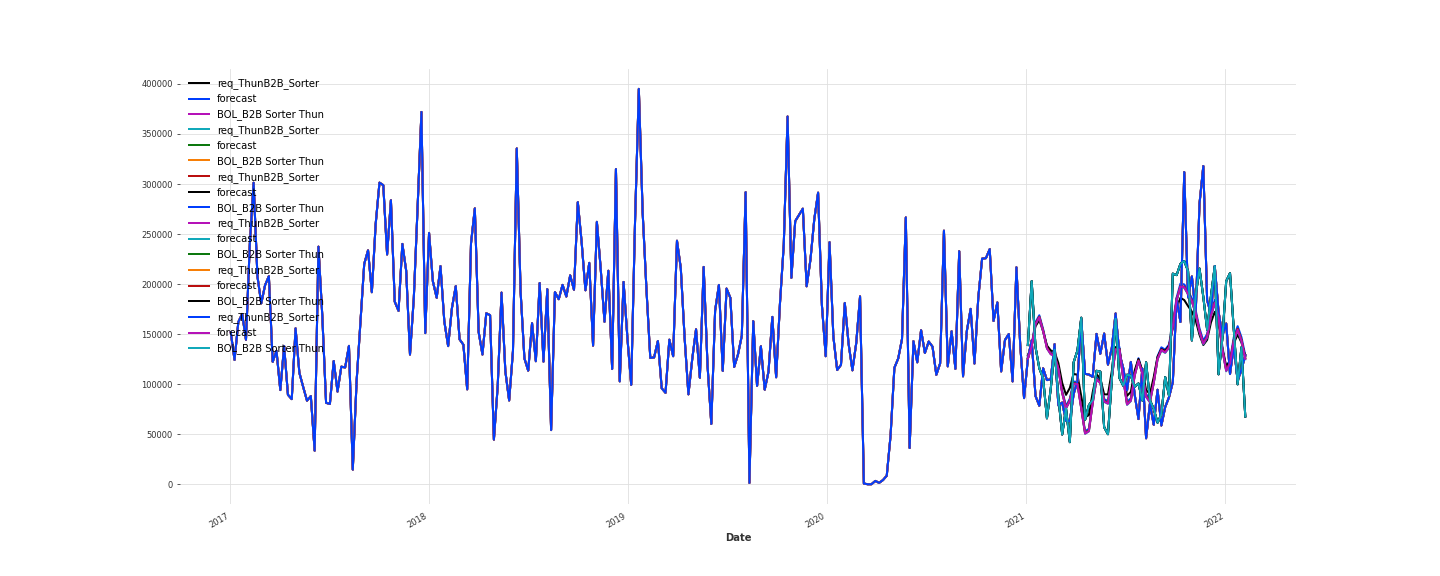 400000
350000
300000
250000
200000
150000
100000
50000
0
req_ThunB2B_Sorter
forecast
BOL_B2B Sorter Thun
req_ThunB2B_Sorter
forecast
BOL_B2B Sorter Thun
req_ThunB2B_Sorter
forecast
BOL_B2B Sorter Thun
req_ThunB2B_Sorter
forecast
BOL_B2B Sorter Thun
req_ThunB2B_Sorter
forecast
BOL_B2B Sorter Thun
req_ThunB2B_Sorter
forecast
BOL_B2B Sorter Thun
2017 2018 2019 2020 2021 2022
Date